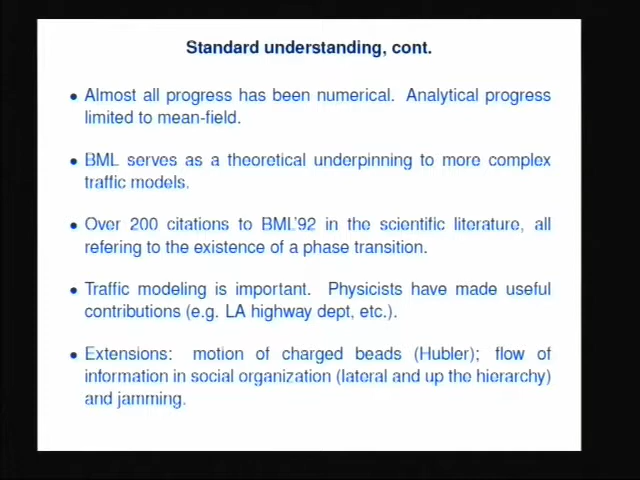 Standard understanding, cont.
• Almost all progress has been numerical. Analytical progress
limited to mean-field.
• BML serves as a theoretical underpinning to more complex
traffic models.
• Over 200 citations to BML'92 in the scientific literature, all
refering to the existence of a phase transition.
• Traffic modeling is important. Physicists have made useful
contributions (e.g. LA highway dept, etc.).
• Extensions: motion of charged beads (Hubler); flow of
information in social organization (lateral and up the hierarchy)
and jamming.